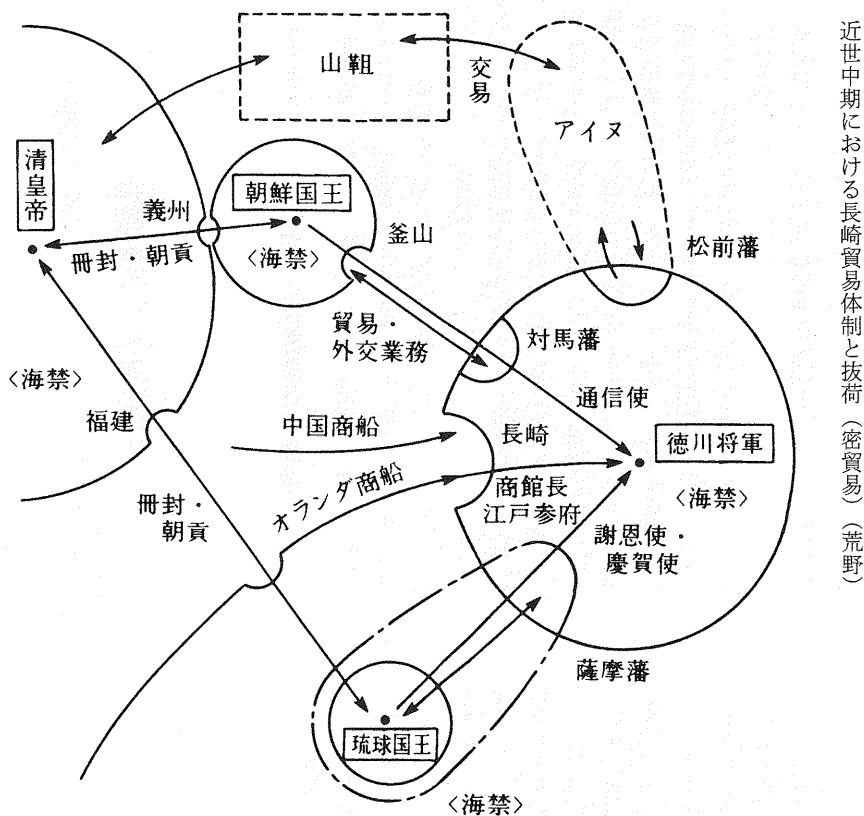 近世中期における長崎貿易体制と抜荷（密貿易）（荒野）
山靼
交易
アイヌ
清皇帝
義州
朝鮮国王
釜山
松前藩
冊封・朝貢
〈海禁〉
貿易・
外交業務
対馬藩
〈海禁〉
通信使
福建
中国商船
長崎
徳川将軍
冊封・
朝貢
オランダ商船
商館長
江戸参府
〈海禁〉
謝恩使・
慶賀使
薩摩藩
琉球国王
〈海禁〉